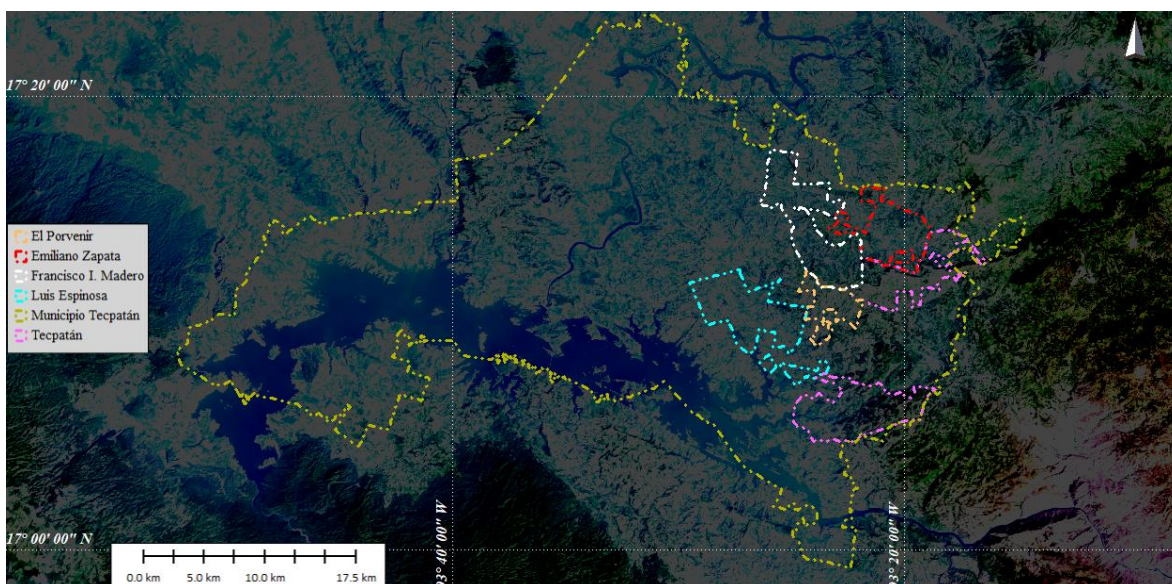 17° 20' 00" N
El Porvenir
Emiliano Zapata
Francisco I. Madero
Luis Espinosa
Municipio Tecpatán
Tecpatán
17° 00' 00" N
93° 40' 00" W
93° 20' 00" W
0.0 km 5.0 km 10.0 km 17.5 km